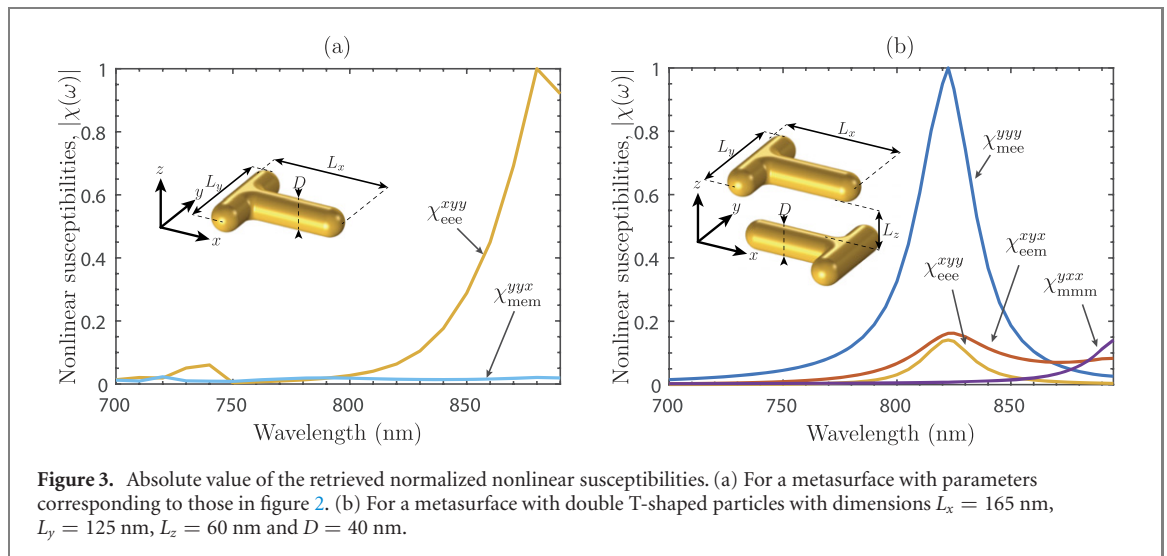 (a)
Nonlinear susceptibilities, |χ(ω)|
1
0.8
0.6
0.4
0.2
0
700
750
800
850
Wavelength (nm)
z
y
x
L_y
L_x
D
χ_eee^xyy
χ_mem^yyx
(b)
Nonlinear susceptibilities, |χ(ω)|
1
0.8
0.6
0.4
0.2
0
700
750
800
850
Wavelength (nm)
z
y
x
L_y
L_x
D
L_z
χ_mee^yyy
χ_eee^xyy
χ_eem^xyx
χ_mmm^yxx
Figure 3. Absolute value of the retrieved normalized nonlinear susceptibilities. (a) For a metasurface with parameters
corresponding to those in figure 2. (b) For a metasurface with double T-shaped particles with dimensions L_x = 165 nm,
L_y = 125 nm, L_z = 60 nm and D = 40 nm.